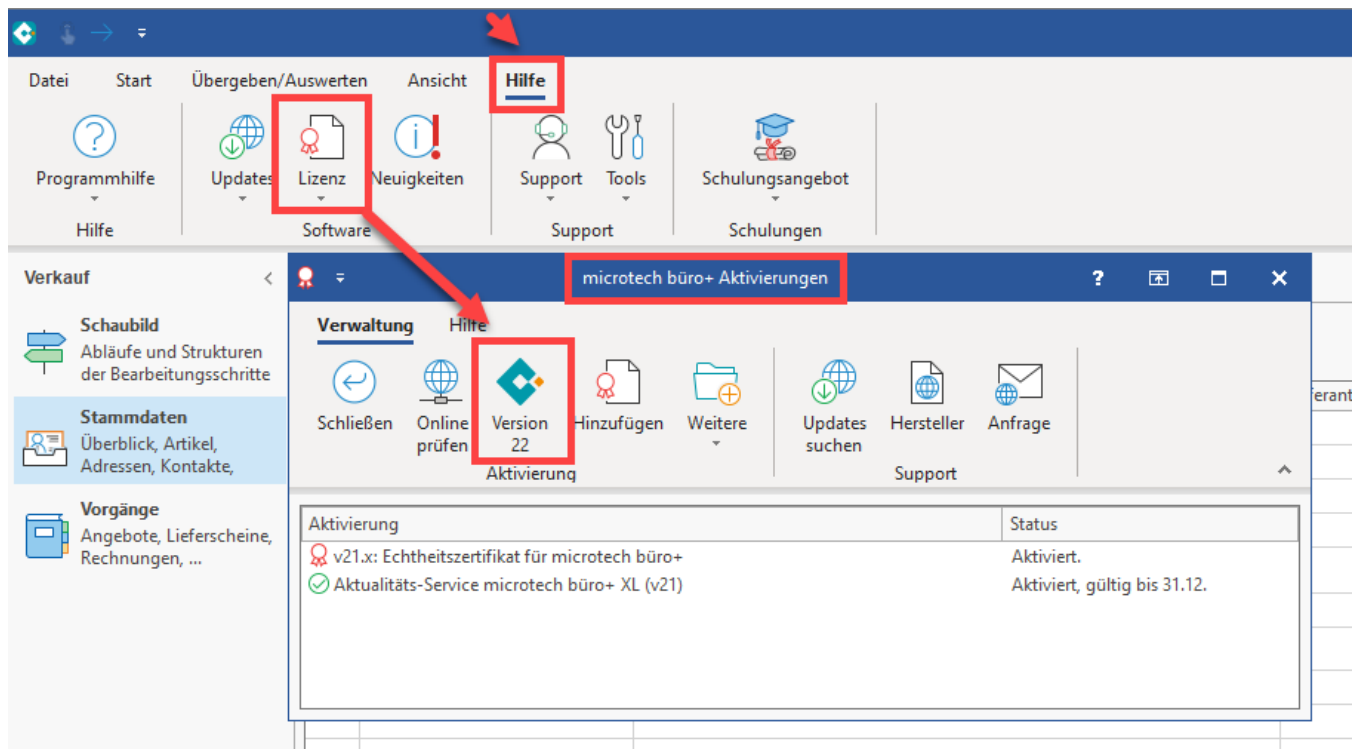 Datei Start Übergeben/Auswerten Ansicht Hilfe
Programmhilfe Updates Lizenz Neuigkeiten Support Tools Schulungsangebot
Hilfe Software Support Schulungen
Verkauf
Schaubild
Abläufe und Strukturen
der Bearbeitungsschritte
Stammdaten
Überblick, Artikel,
Adressen, Kontakte,
Vorgänge
Angebote, Lieferscheine,
Rechnungen, ...
microtech büro+ Aktivierungen
Verwaltung Hilfe
Schließen Online Version Hinzufügen Weitere Updates Hersteller Anfrage
prüfen 22 suchen
Aktivierung Support
Aktivierung Status
v21.x: Echtheitszertifikat für microtech büro+ Aktiviert.
Aktualitäts-Service microtech büro+ XL (v21) Aktiviert, gültig bis 31.12.